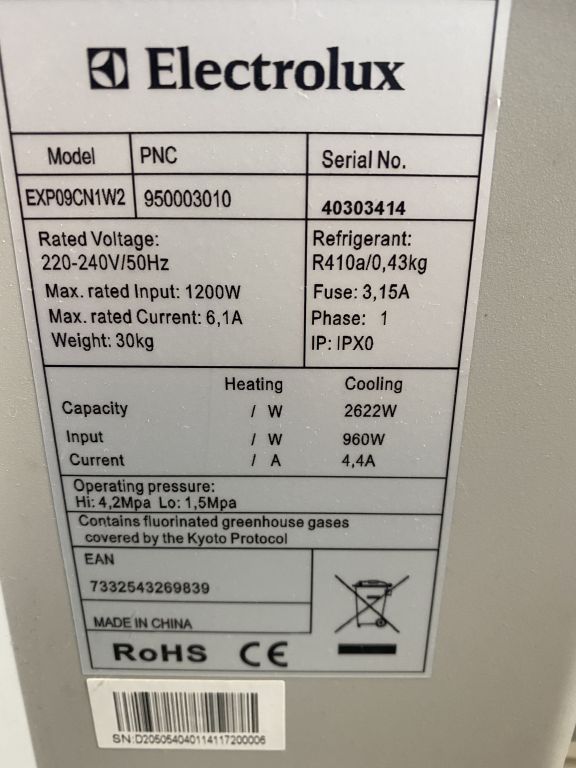 Electrolux
Model PNC Serial No.
EXP09CN1W2 950003010 40303414
Rated Voltage:
220-240V/50Hz
Max. rated Input: 1200W
Max. rated Current: 6,1A
Weight: 30kg
Refrigerant:
R410a/0,43kg
Fuse: 3,15A
Phase: 1
IP: IPX0
Heating Cooling
Capacity / W 2622W
Input / W 960W
Current / A 4,4A
Operating pressure:
Hi: 4,2Mpa Lo: 1,5Mpa
Contains fluorinated greenhouse gases
covered by the Kyoto Protocol
EAN
7332543269839
MADE IN CHINA
RoHS CE
SN:D205054040114117200006